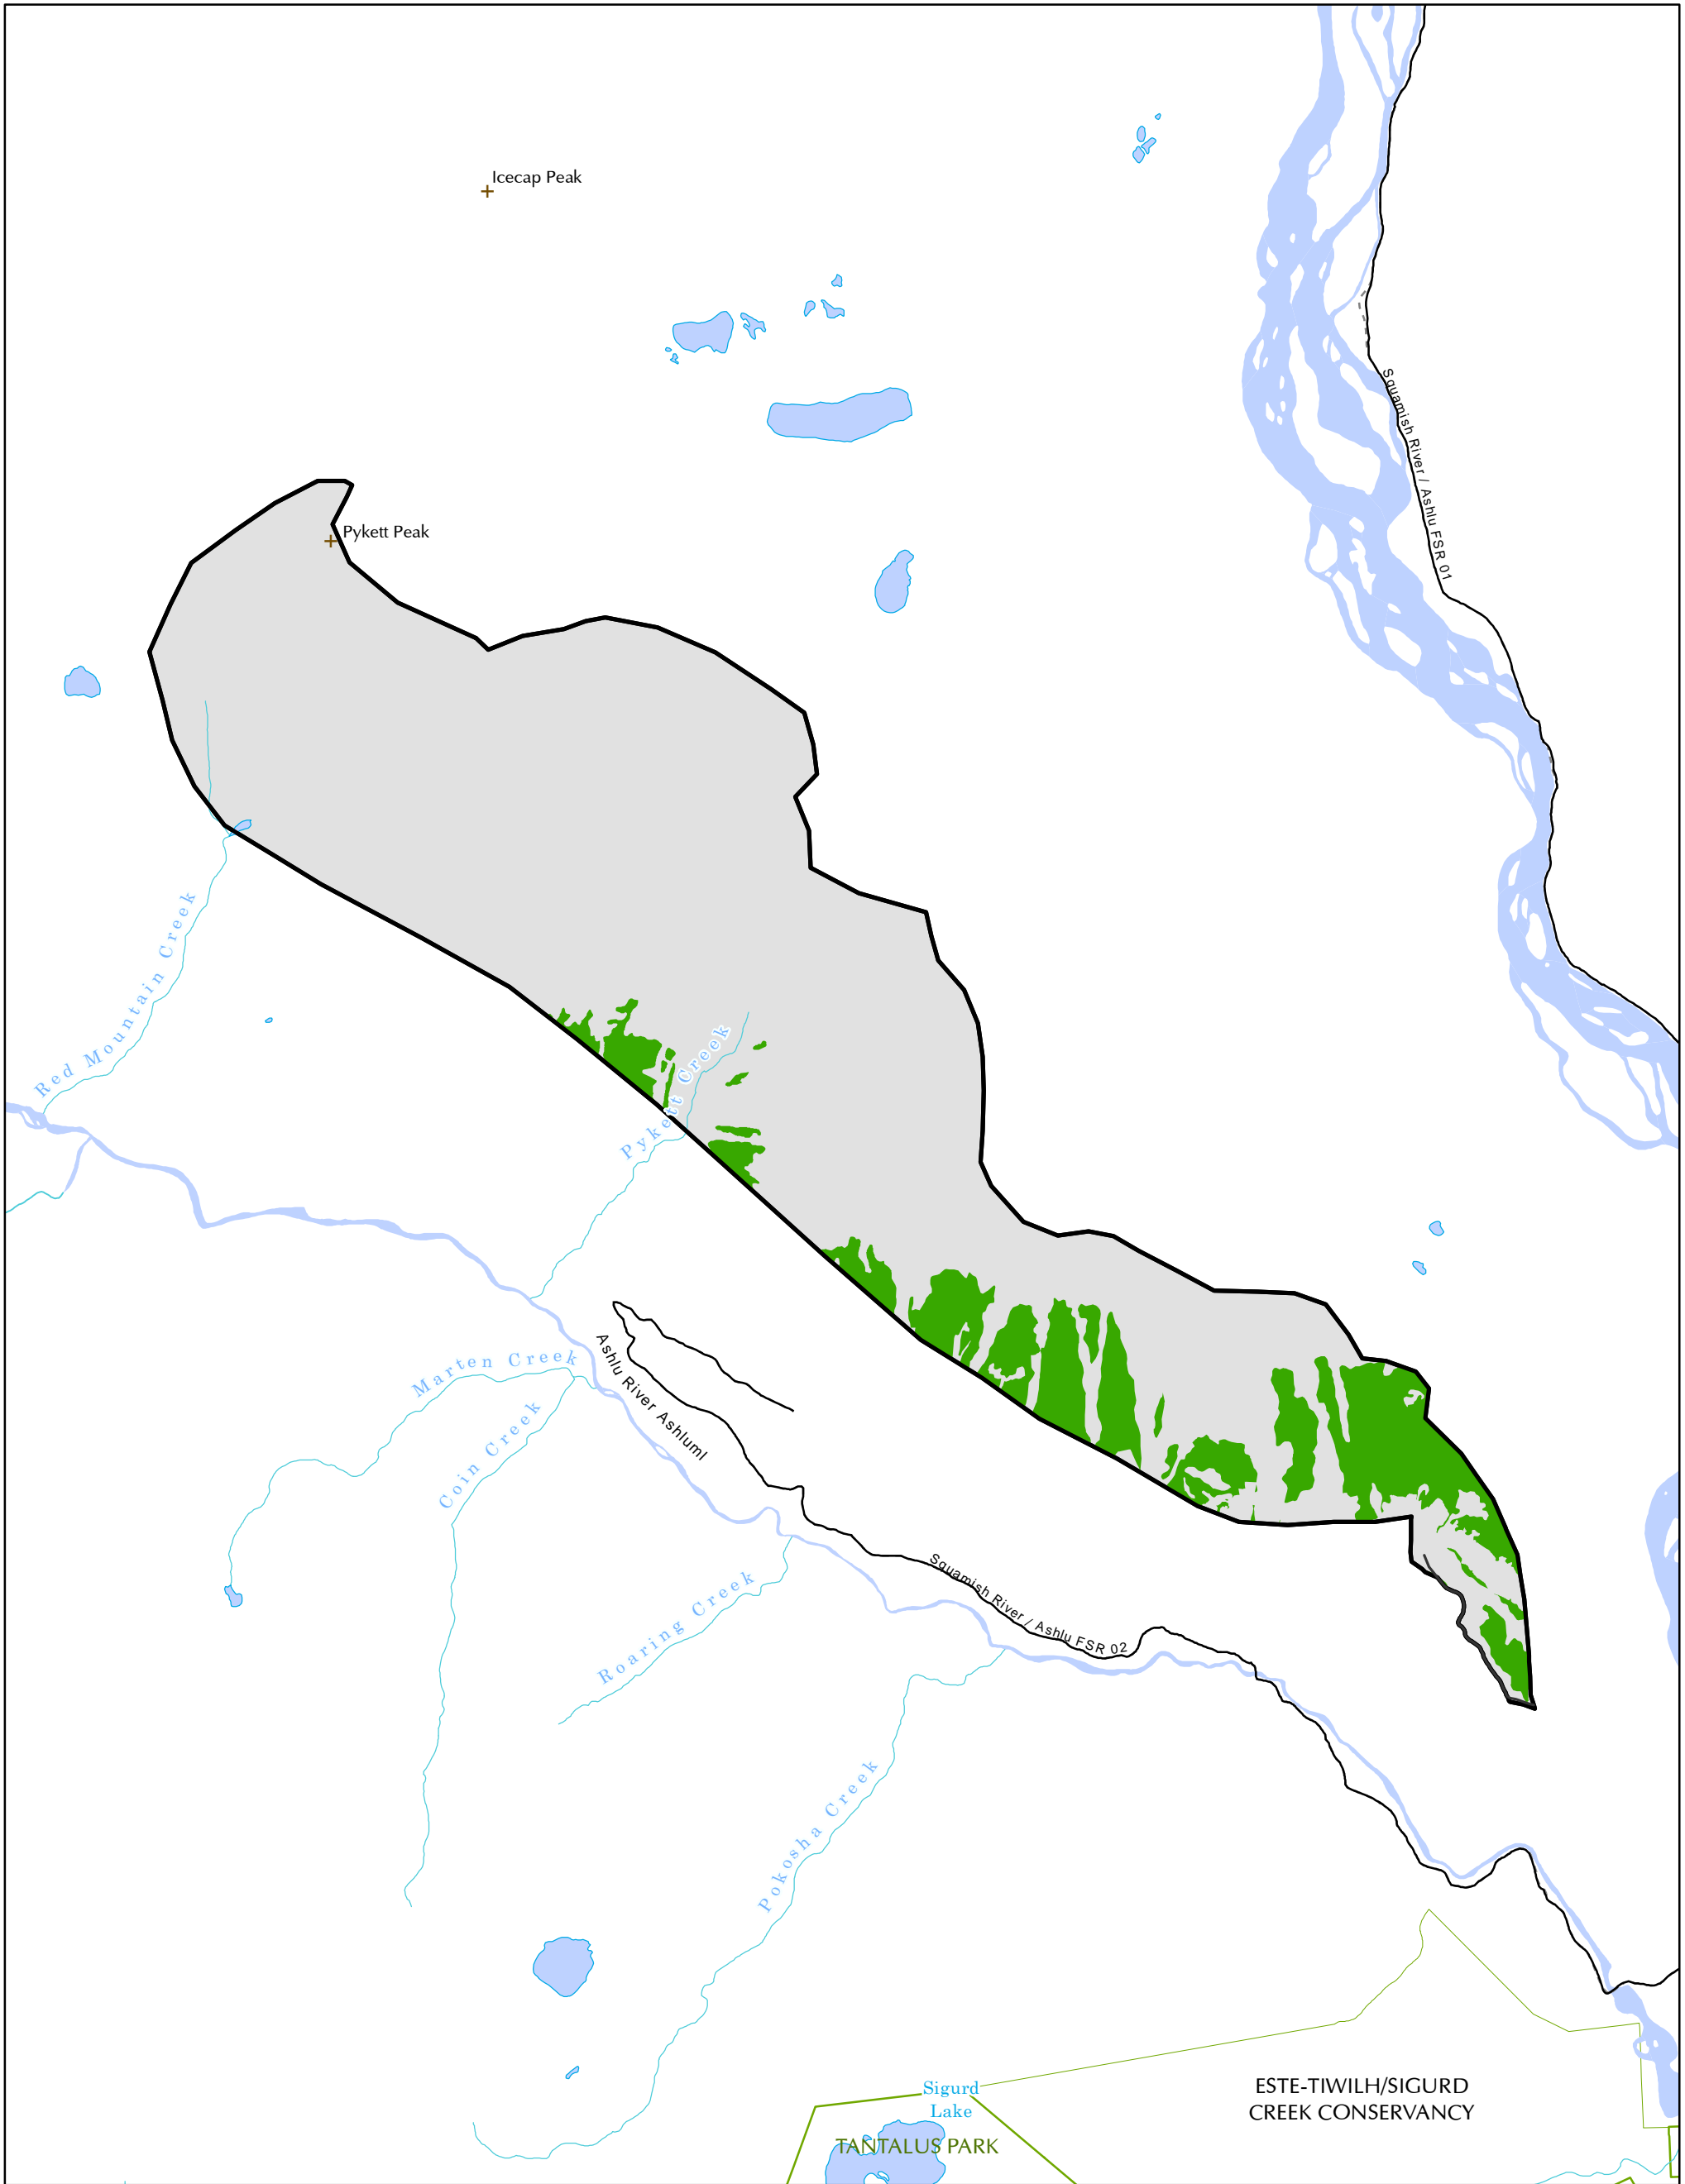 Icecap Peak
Squamish River / Ashlu FSR 01
Pykett Peak
Red Mountain Creek
Pykett Creek
Marten Creek
Ashlu River Ashluml
Coin Creek
Squamish River / Ashlu FSR 02
Roaring Creek
Pokosha Creek
Sigurd
Lake
TANTALUS PARK
ESTE-TIWILH/SIGURD
CREEK CONSERVANCY